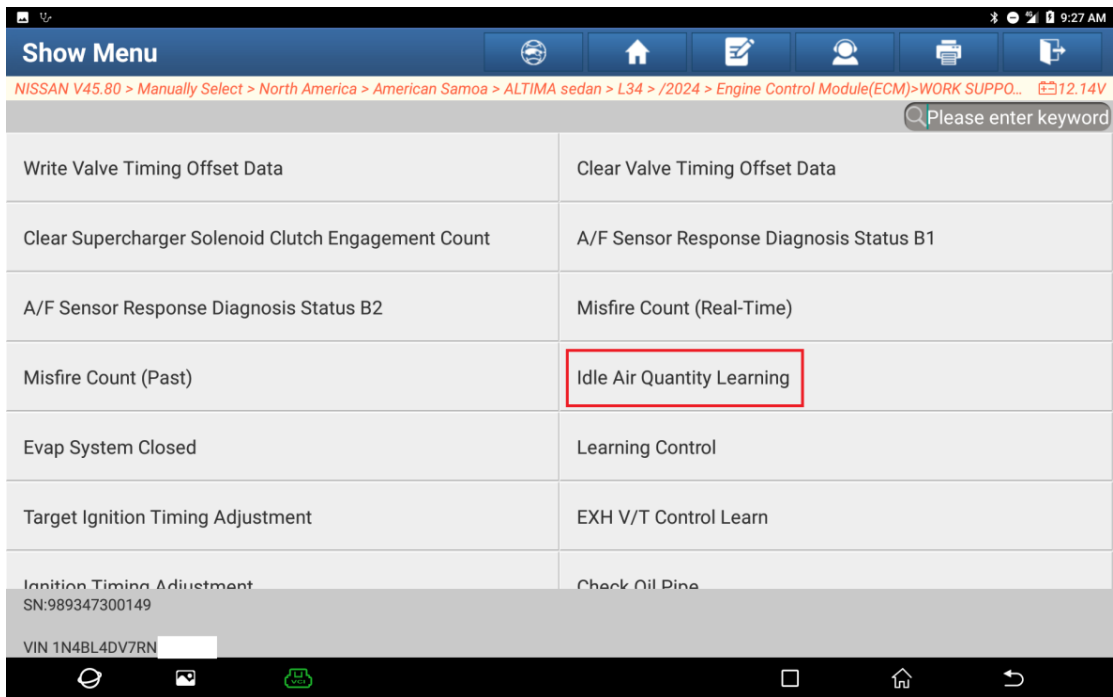 9:27 AM
Show Menu
NISSAN V45.80 > Manually Select > North America > American Samoa > ALTIMA sedan > L34 > /2024 > Engine Control Module(ECM)>WORK SUPPO... 12.14V
Please enter keyword
Write Valve Timing Offset Data
Clear Valve Timing Offset Data
Clear Supercharger Solenoid Clutch Engagement Count
A/F Sensor Response Diagnosis Status B1
A/F Sensor Response Diagnosis Status B2
Misfire Count (Real-Time)
Misfire Count (Past)
Idle Air Quantity Learning
Evap System Closed
Learning Control
Target Ignition Timing Adjustment
EXH V/T Control Learn
Ignition Timing Adjustment
Check Oil Pipe
SN:989347300149
VIN 1N4BL4DV7RN
VCI